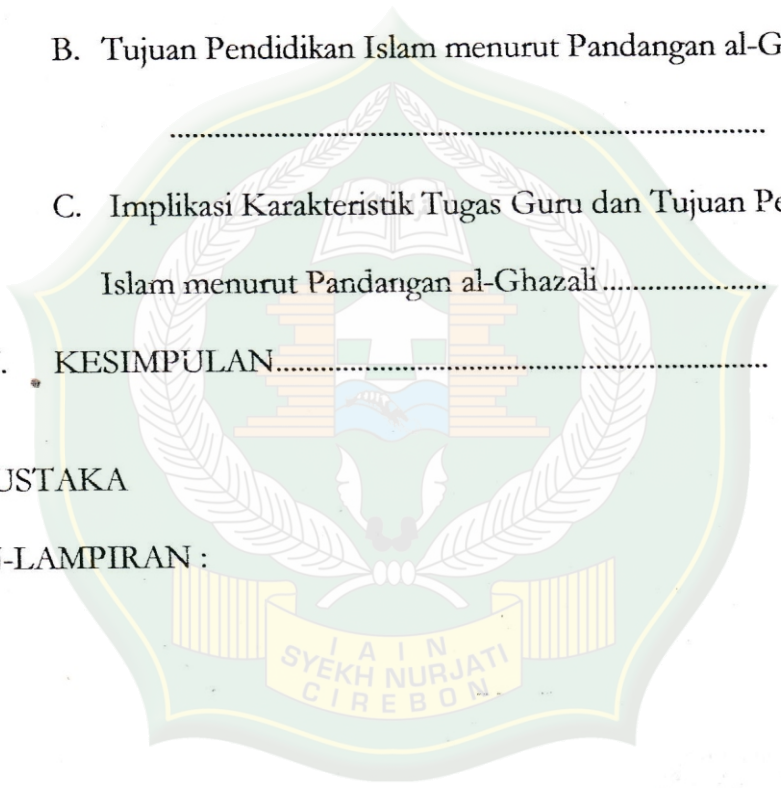 B. Tujuan Pendidikan Islam menurut Pandangan al-G
................................................................................
C. Implikasi Karakteristik Tugas Guru dan Tujuan Pe
Islam menurut Pandangan al-Ghazali......................
. KESIMPULAN......................................................................
USTAKA
-LAMPIRAN :
IAIN
SYEKH NURJATI
CIREBON